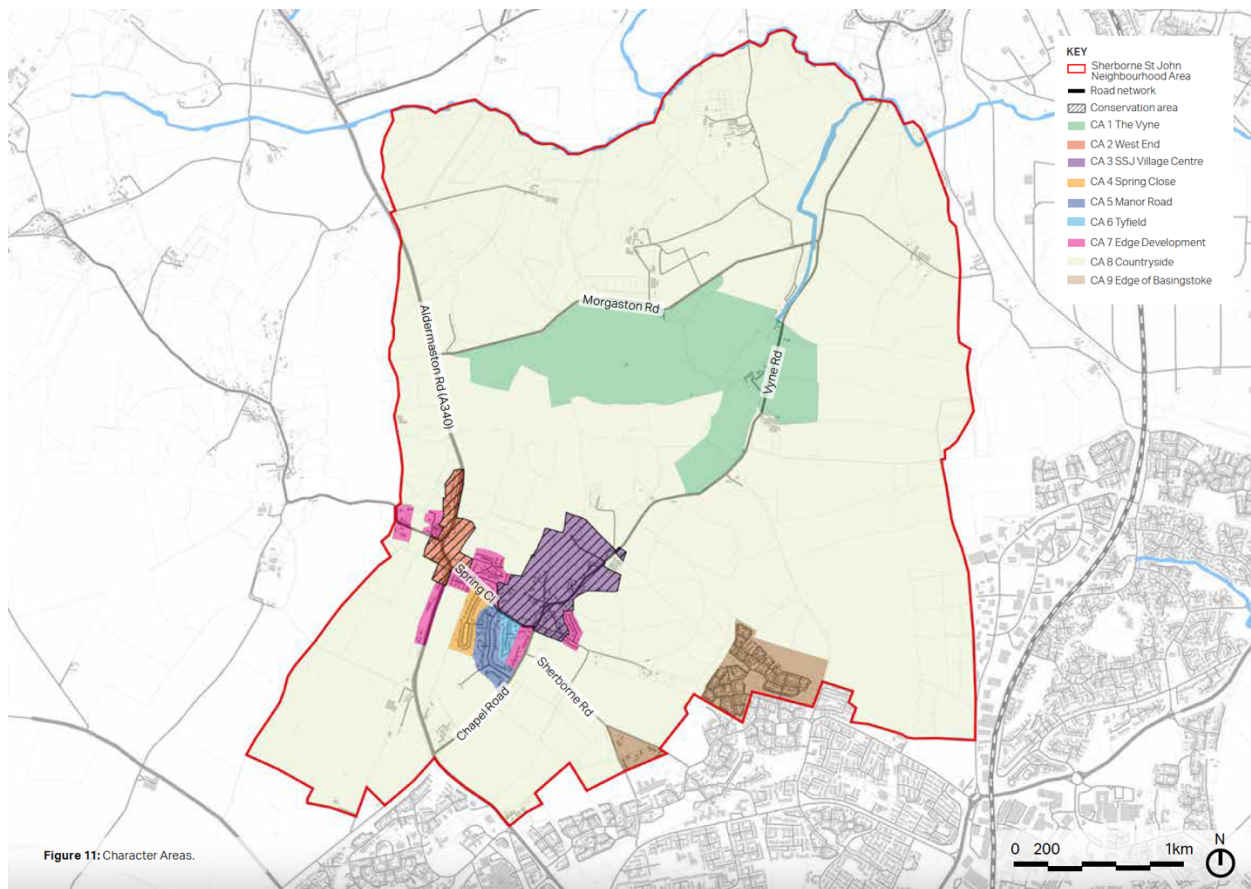 KEY
Sherborne St John
Neighbourhood Area
Road network
Conservation area
CA 1 The Vyne
CA 2 West End
CA 3 SSJ Village Centre
CA 4 Spring Close
CA 5 Manor Road
CA 6 Tyfield
CA 7 Edge Development
CA 8 Countryside
CA 9 Edge of Basingstoke
Morgaston Rd
Aldermaston Rd (A340)
Vyne Rd
Spring Cl
Sherborne Rd
Chapel Road
Figure 11: Character Areas.
0 200 1km
N